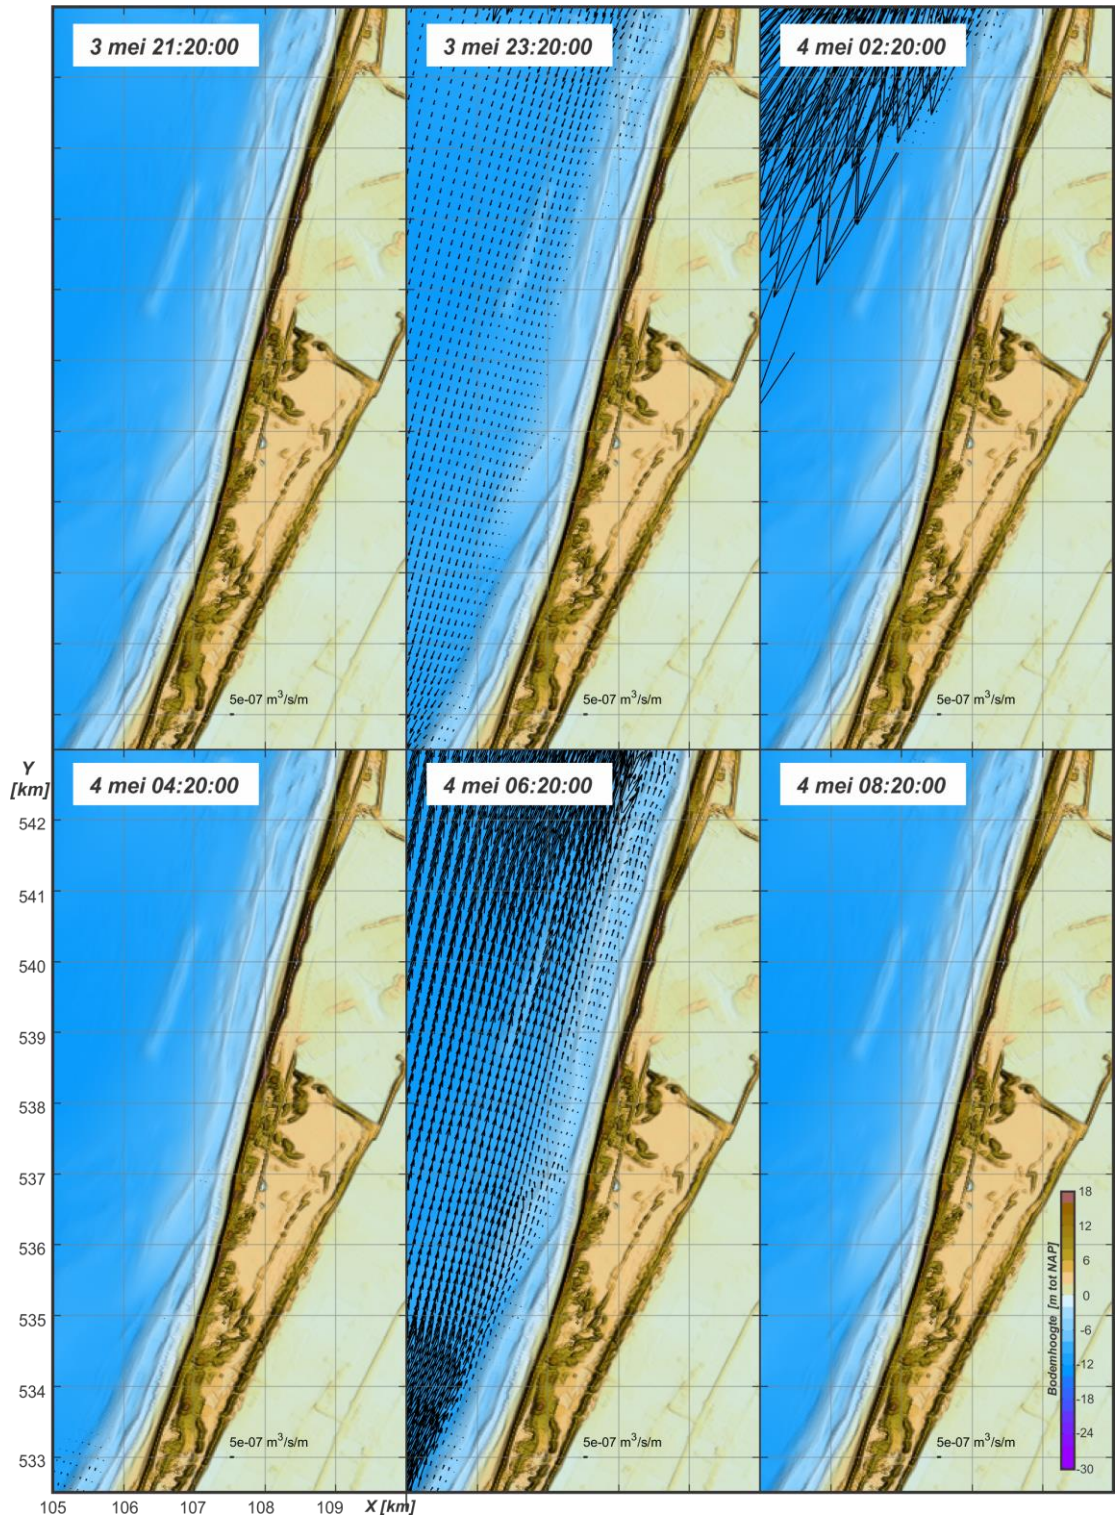 3 mei 21:20:00
3 mei 23:20:00
4 mei 02:20:00
5e-07 m³/s/m
5e-07 m³/s/m
5e-07 m³/s/m
Y
[km]
4 mei 04:20:00
4 mei 06:20:00
4 mei 08:20:00
542
541
540
539
538
537
536
535
534
533
18
12
6
0
-6
-12
-18
-24
-30
Bodemhoogte [m tot NAP]
5e-07 m³/s/m
5e-07 m³/s/m
5e-07 m³/s/m
105
106
107
108
109
X [km]